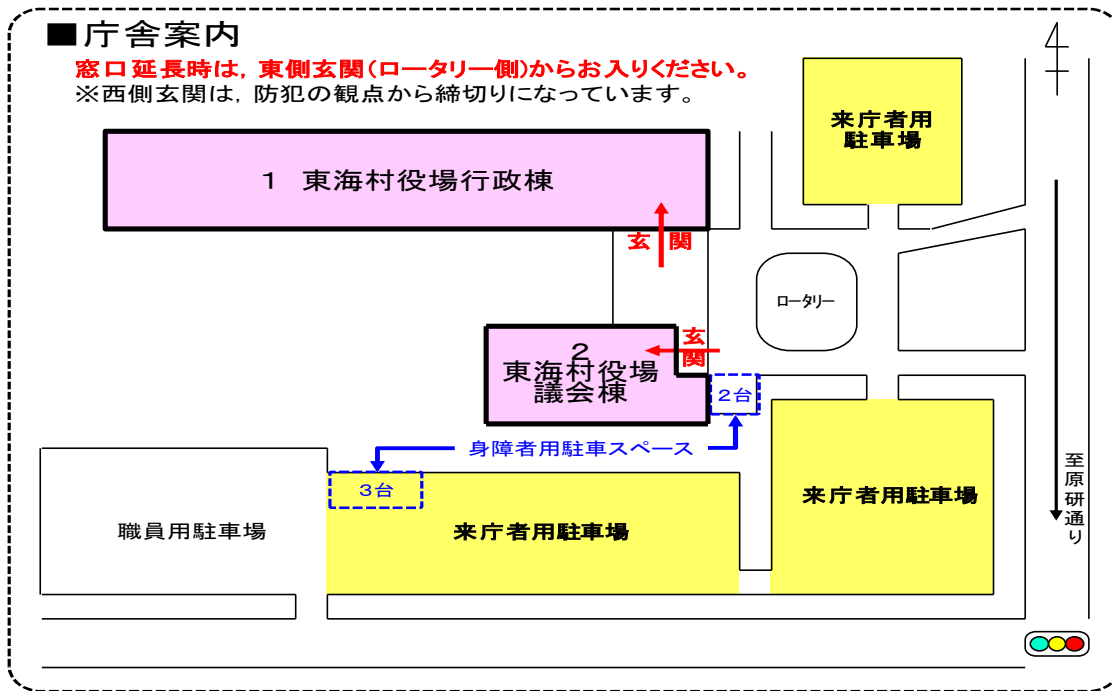 ■庁舎案内
窓口延長時は，東側玄関(ロータリー側)からお入りください。
※西側玄関は，防犯の観点から締切りになっています。
来庁者用
駐車場
1　東海村役場行政棟
玄　関
ロータリー
玄
関
2
東海村役場
議会棟
2台
身障者用駐車スペース
3台
職員用駐車場
来庁者用駐車場
来庁者用駐車場
至原研通り